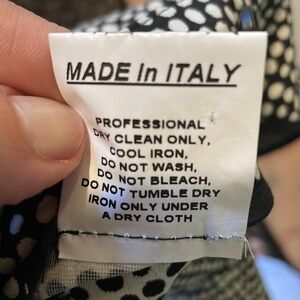 MADE in ITALY
PROFESSIONAL
DRY CLEAN ONLY,
COOL IRON,
DO NOT WASH,
DO NOT BLEACH,
DO NOT TUMBLE DRY
IRON ONLY UNDER
A DRY CLOTH